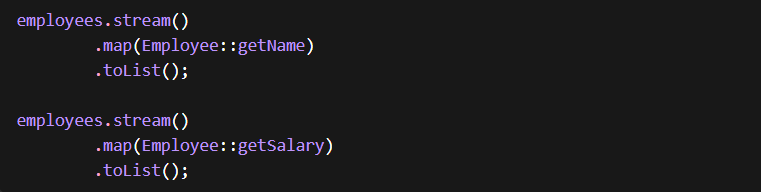 employees.stream()
        .map(Employee::getName)
        .toList();

employees.stream()
        .map(Employee::getSalary)
        .toList();